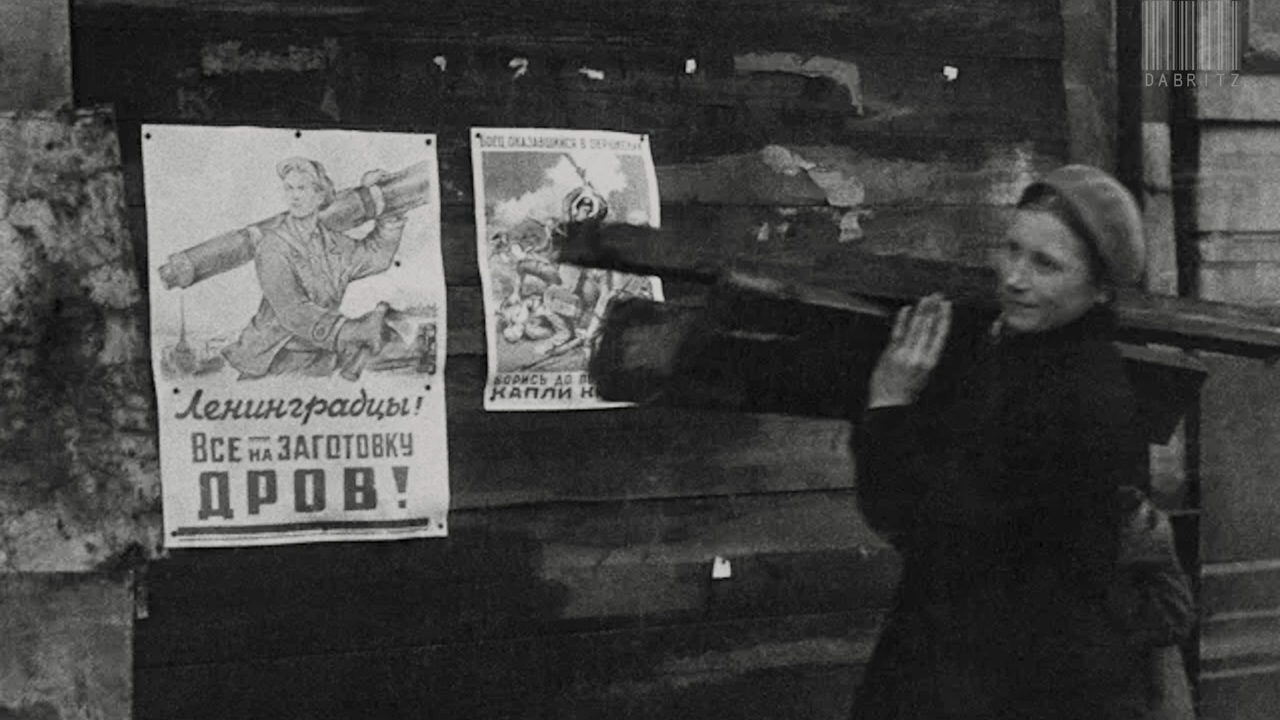 Ленинградцы!
ВСЕ НА ЗАГОТОВКУ
ДРОВ!
БОЕЦ ОКАЗАВШИЙСЯ В ОКРУЖЕНИИ
БОРИСЬ ДО
КАПЛИ
DABRITZ